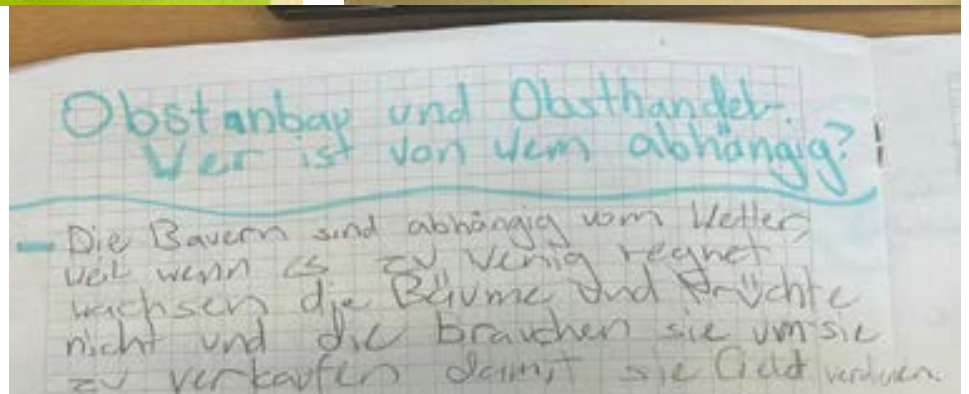 Obstanbau und Obsthandel-
Wer ist von wem abhängig?
Die Bauern sind abhängig vom Wetter,
weil wenn es zu wenig regnet
wachsen die Bäume und Früchte
nicht und die brauchen sie um sie
zu verkaufen damit sie Geld verdienen.